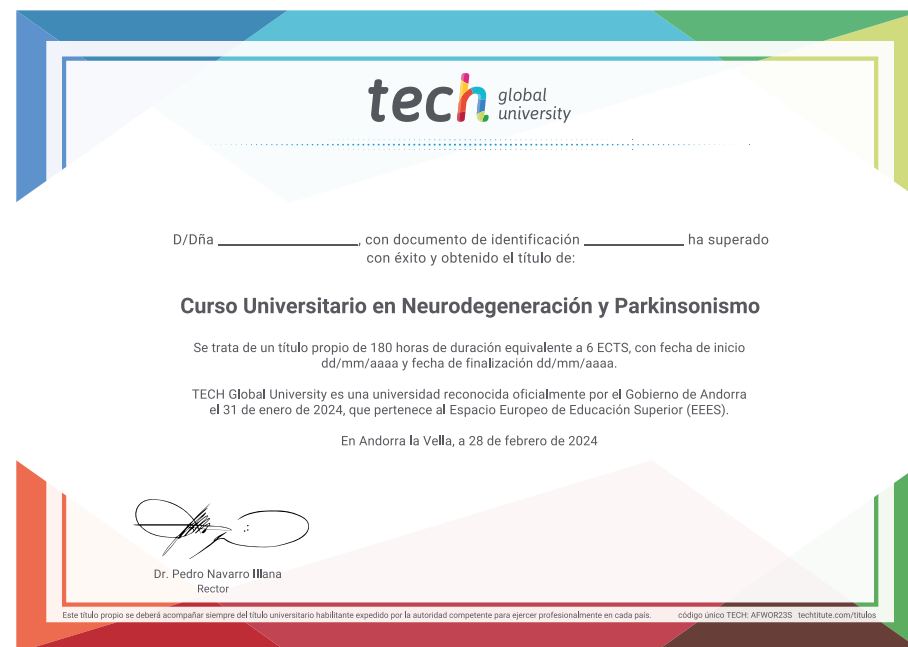 tech global university
D/Dña ____________________, con documento de identificación ______________ ha superado
con éxito y obtenido el título de:
Curso Universitario en Neurodegeneración y Parkinsonismo
Se trata de un título propio de 180 horas de duración equivalente a 6 ECTS, con fecha de inicio
dd/mm/aaaa y fecha de finalización dd/mm/aaaa.
TECH Global University es una universidad reconocida oficialmente por el Gobierno de Andorra
el 31 de enero de 2024, que pertenece al Espacio Europeo de Educación Superior (EEES).
En Andorra la Vella, a 28 de febrero de 2024
Dr. Pedro Navarro Illana
Rector
Este título propio se deberá acompañar siempre del título universitario habilitante expedido por la autoridad competente para ejercer profesionalmente en cada país. código único TECH: AFWOR23S techtitute.com/titulos